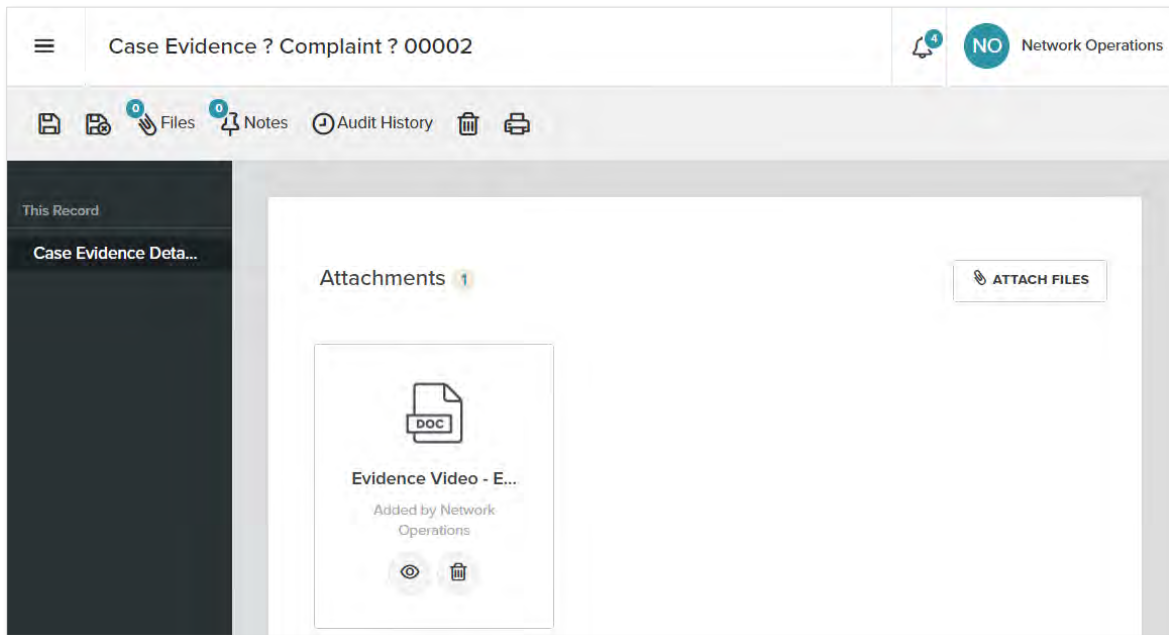 Case Evidence ? Complaint ? 00002
4
NO
Network Operations
0
Files
0
Notes
Audit History
This Record
Case Evidence Deta...
Attachments 1
ATTACH FILES
DOC
Evidence Video - E...
Added by Network
Operations